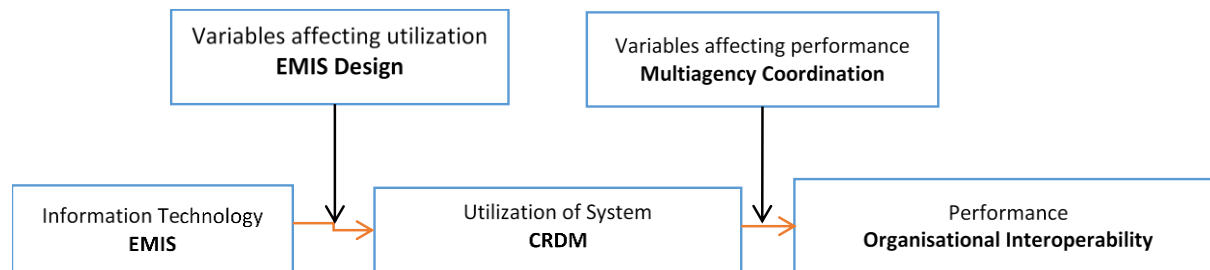 Variables affecting utilization
EMIS Design
Variables affecting performance
Multiagency Coordination
Information Technology
EMIS
Utilization of System
CRDM
Performance
Organisational Interoperability